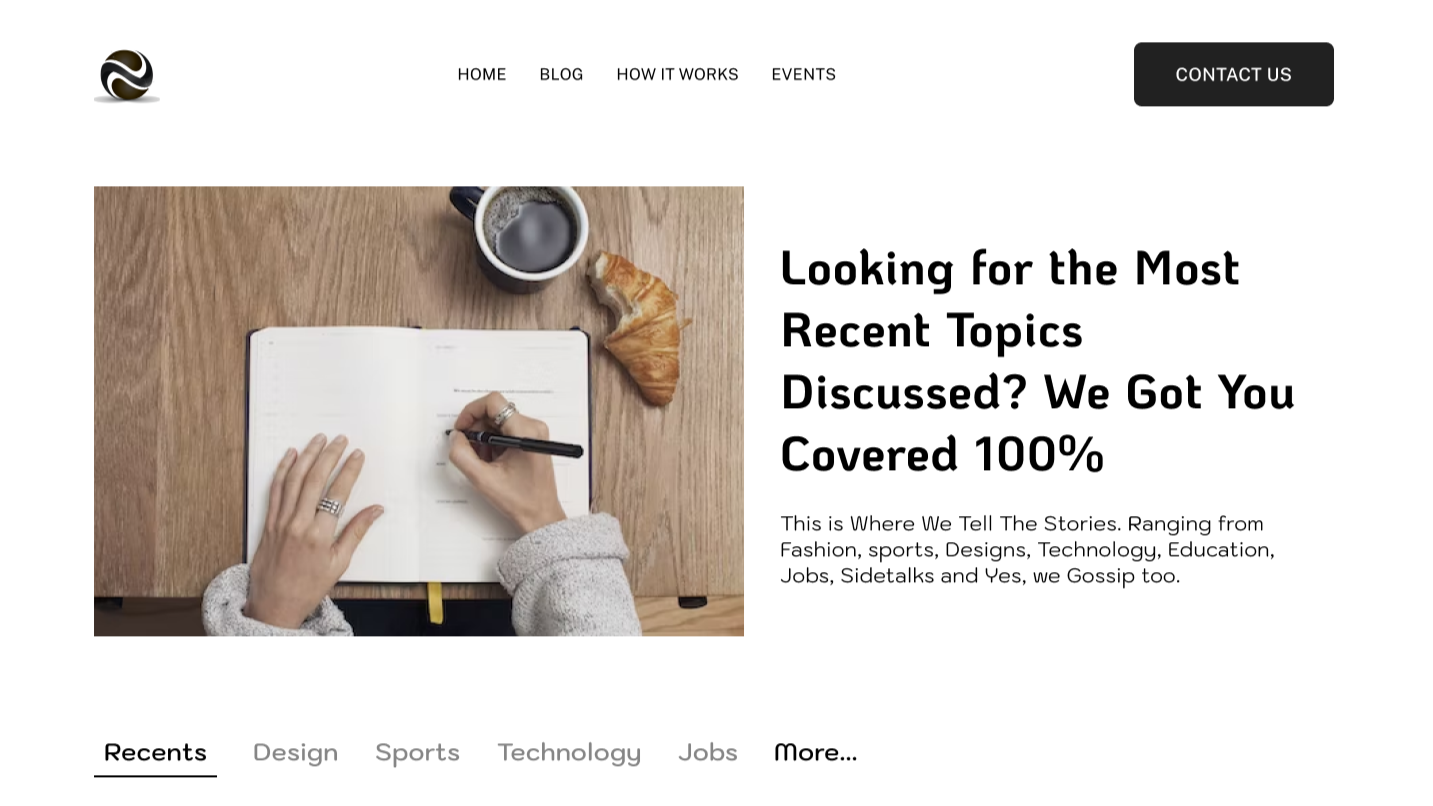 HOME BLOG HOW IT WORKS EVENTS CONTACT US
Looking for the Most
Recent Topics
Discussed? We Got You
Covered 100%
This is Where We Tell The Stories. Ranging from
Fashion, sports, Designs, Technology, Education,
Jobs, Sidetalks and Yes, we Gossip too.
Recents Design Sports Technology Jobs More...